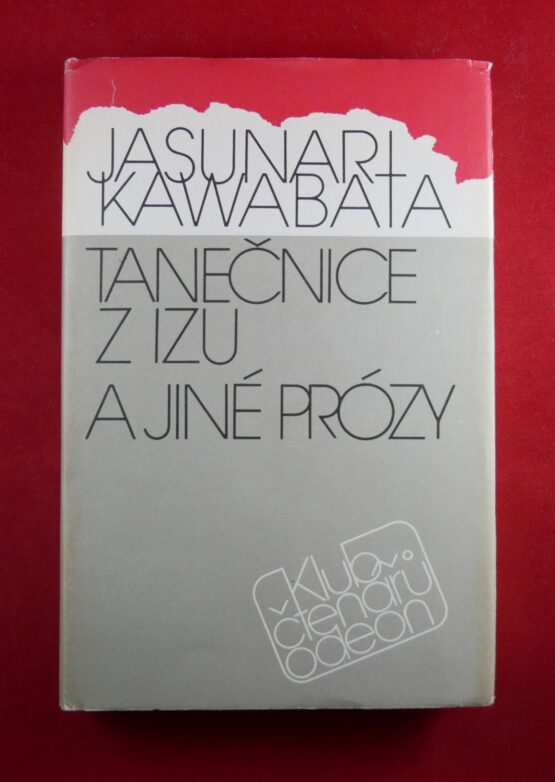 JASUNARI
KAWABATA
TANEČNICE
Z IZU
A JINÉ PRÓZY
Klub
čtenářů
odeon